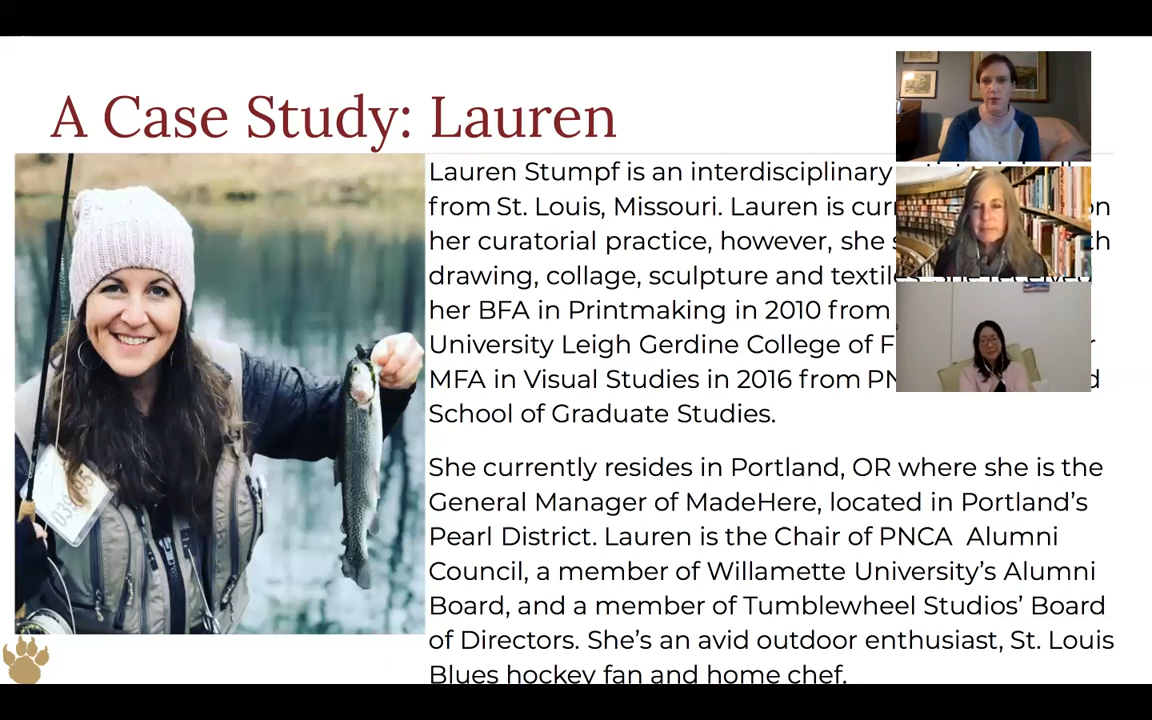 A Case Study: Lauren
Lauren Stumpf is an interdisciplinary
from St. Louis, Missouri. Lauren is
her curatorial practice, however, she
drawing, collage, sculpture and textiles. She received
her BFA in Printmaking in 2010 from
University Leigh Gerdine College of
MFA in Visual Studies in 2016 from
School of Graduate Studies.
She currently resides in Portland, OR where she is the
General Manager of MadeHere, located in Portland’s
Pearl District. Lauren is the Chair of PNCA Alumni
Council, a member of Willamette University’s Alumni
Board, and a member of Tumblewheel Studios’ Board
of Directors. She’s an avid outdoor enthusiast, St. Louis
Blues hockey fan and home chef.